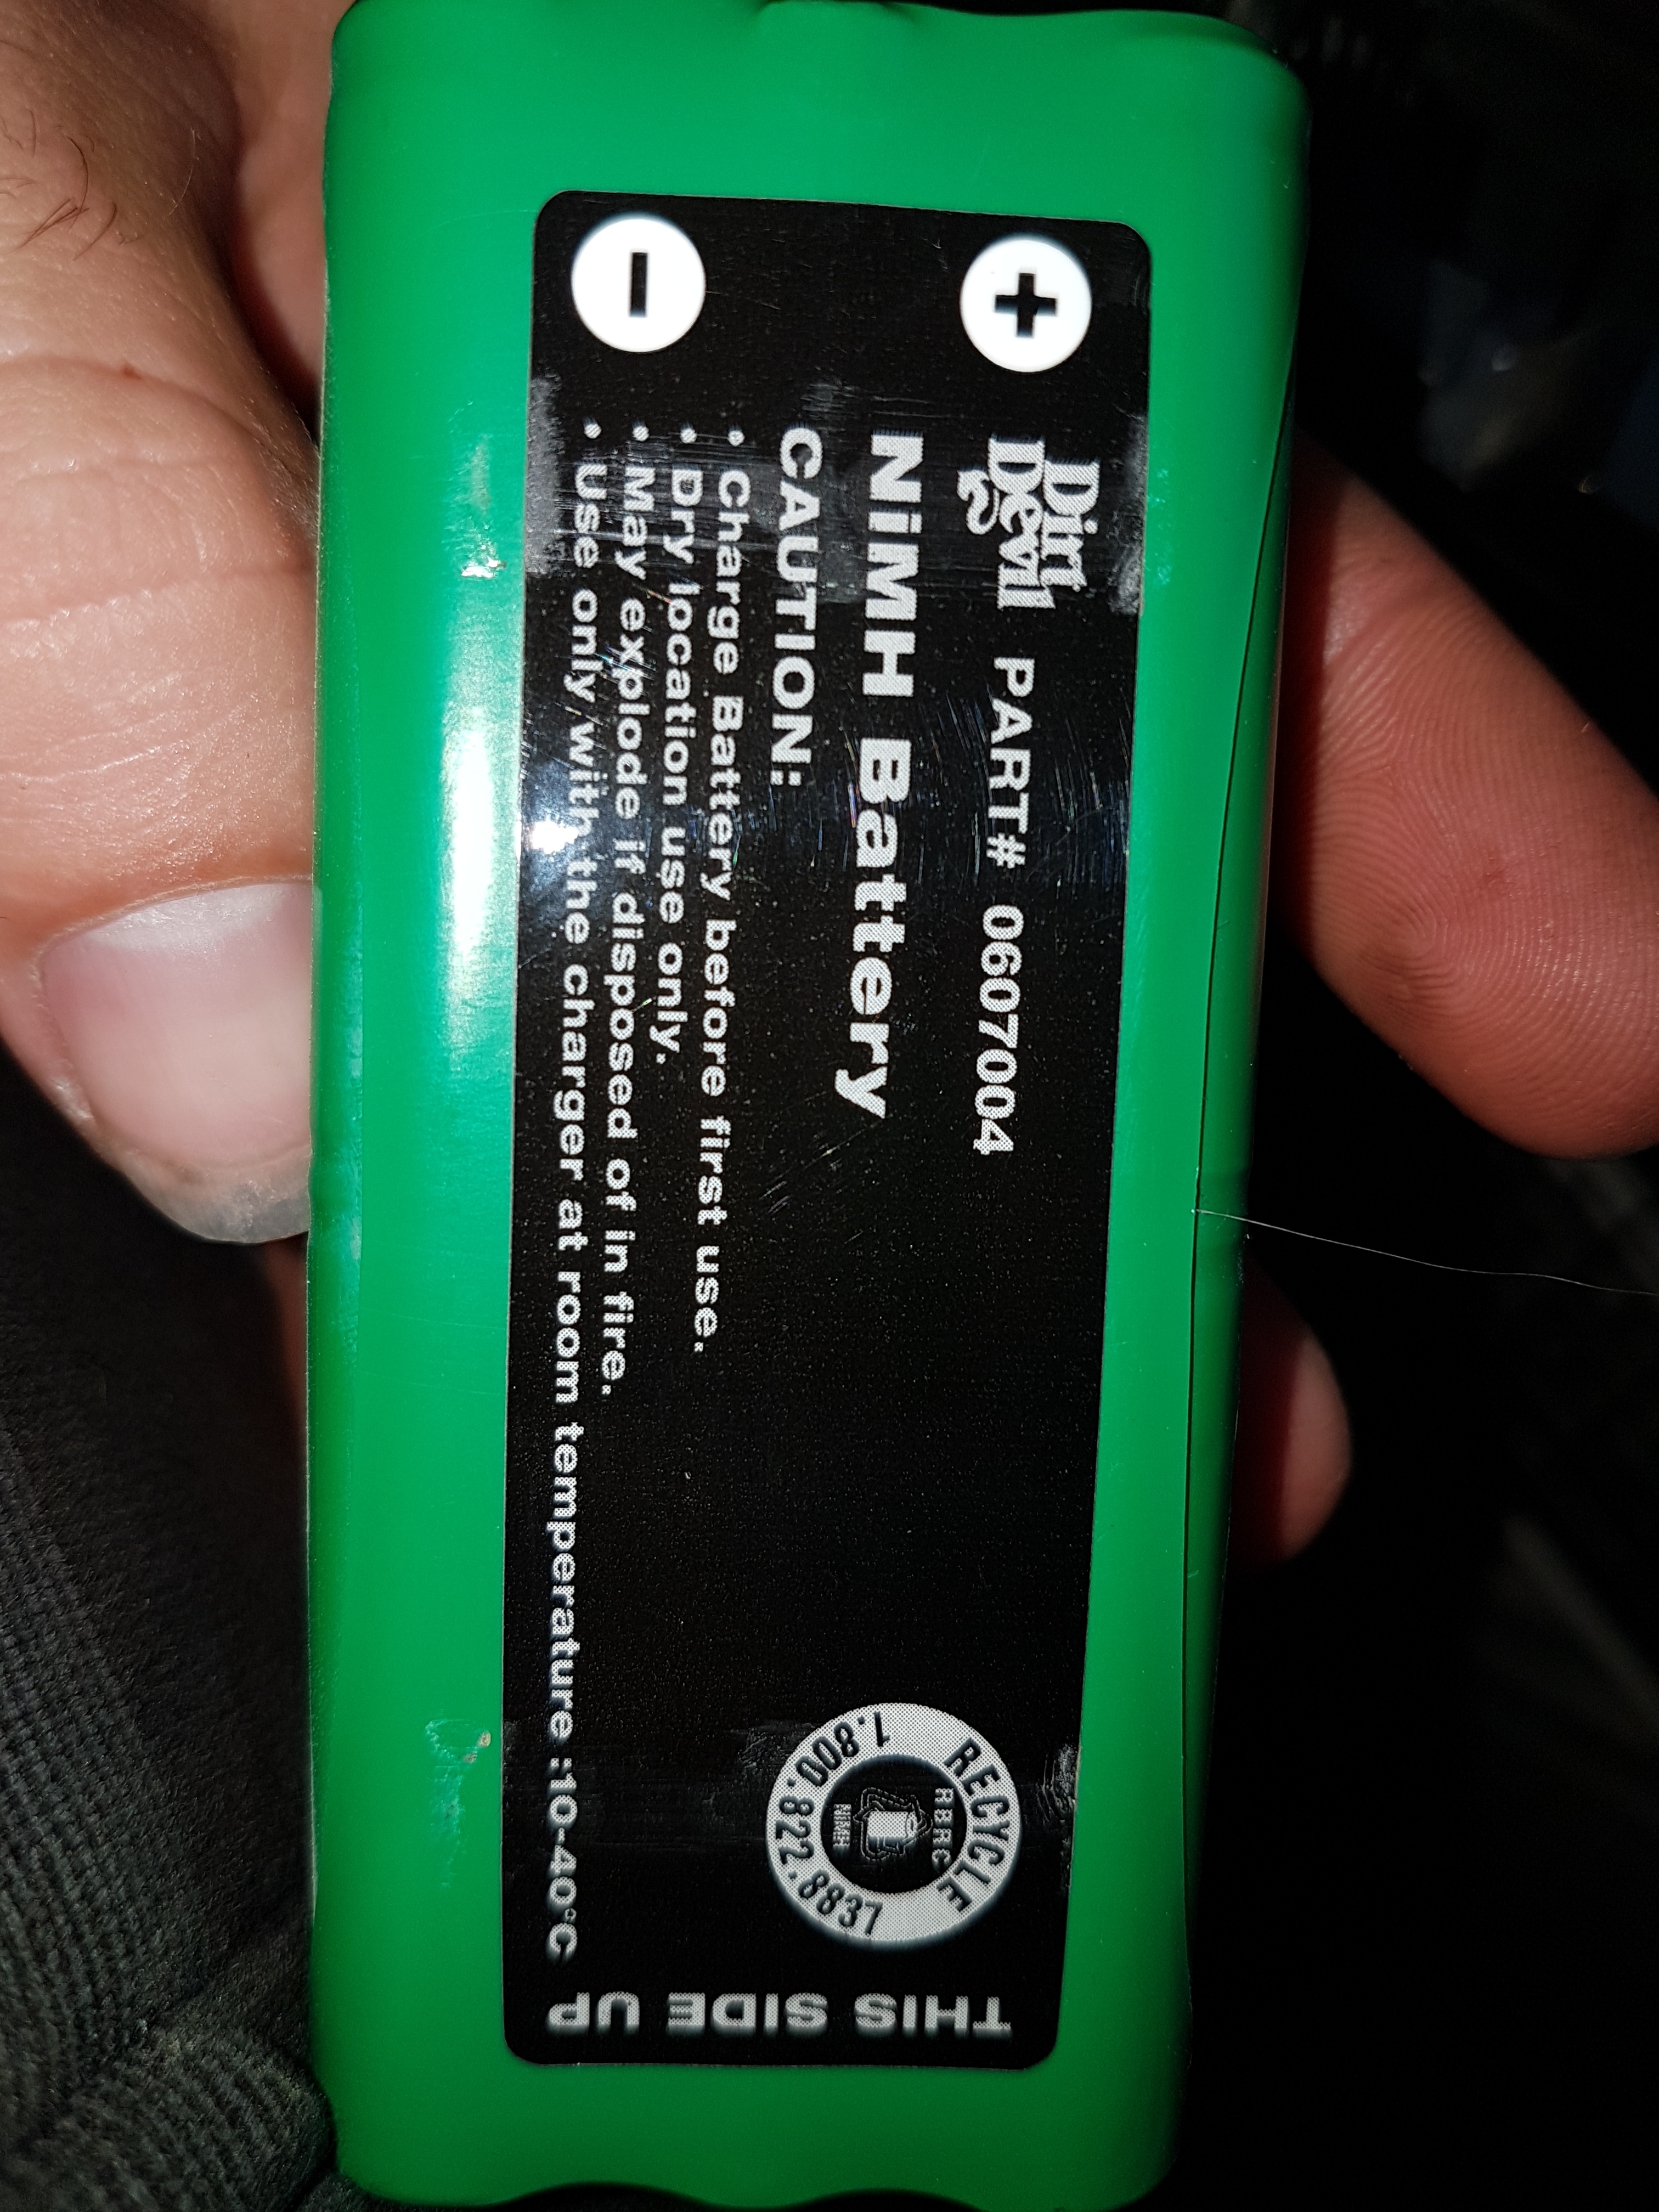 Dirt Devil PART# 0607004
NiMH Battery
CAUTION:
• Charge Battery before first use.
• Dry location use only.
• May explode if disposed of in fire.
• Use only with the charger at room temperature :10-40°C
+
-
RECYCLE
RBRC
NiMH
1.800.822.8837
THIS SIDE UP